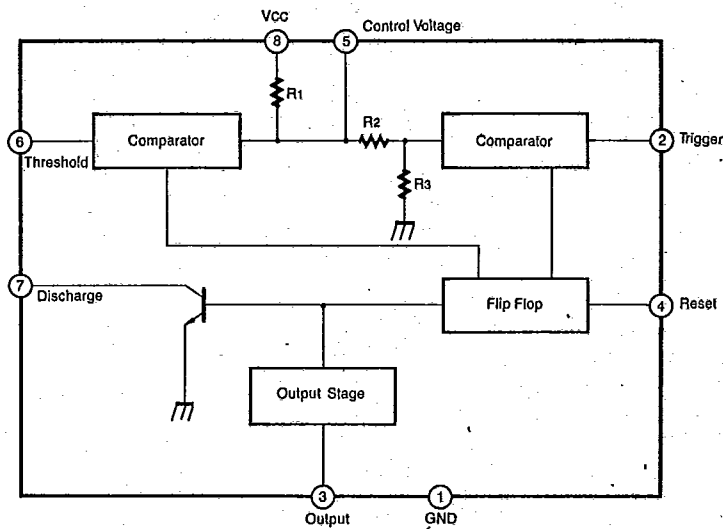 Vcc
8
5
Control Voltage
R1
R2
6
Comparator
Comparator
2
Trigger
Threshold
R3
7
Discharge
Flip Flop
4
Reset
Output Stage
3
1
Output
GND